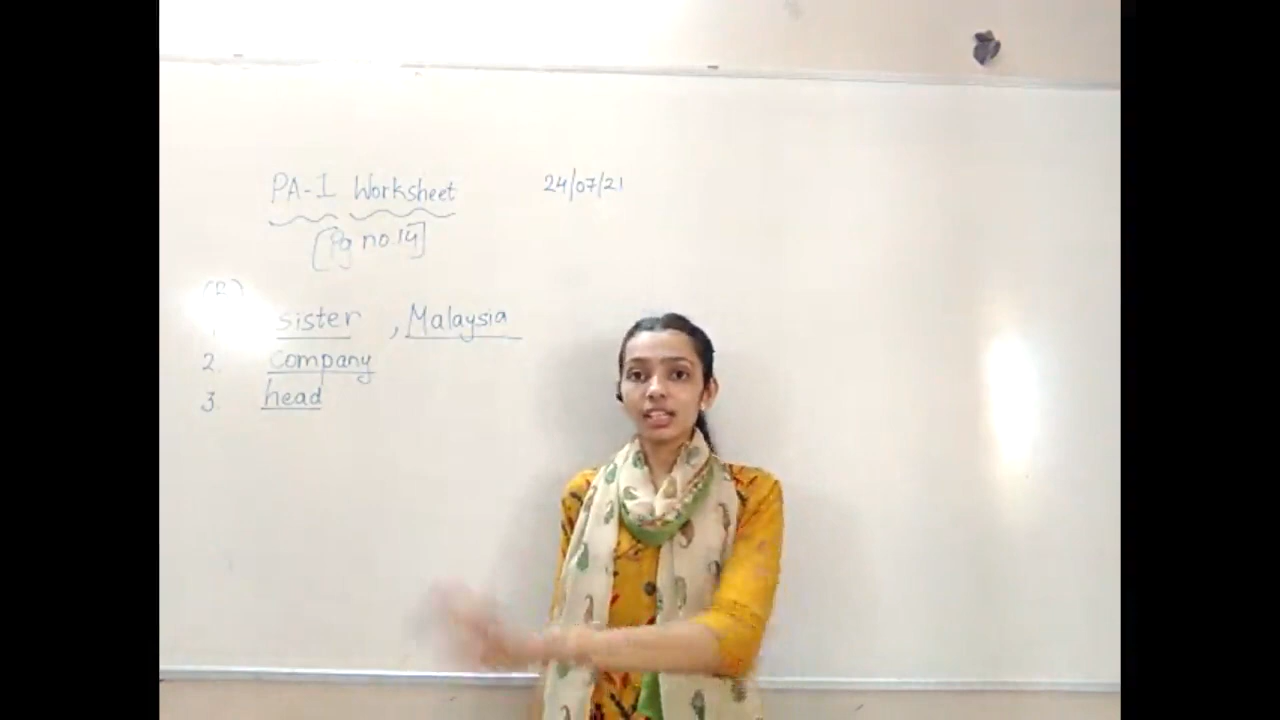 PA-I Worksheet 24/07/21
[Pg no.14]
1. sister , Malaysia
2. Company
3. head